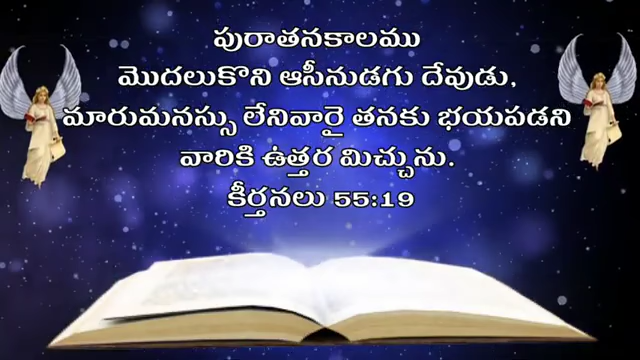 పురాతనకాలము
మొదలుకొని ఆసీనుడగు దేవుడు,
మారుమనస్సు లేనివారై తనకు భయపడని
వారికి ఉత్తర మిచ్చును.
కీర్తనలు 55:19